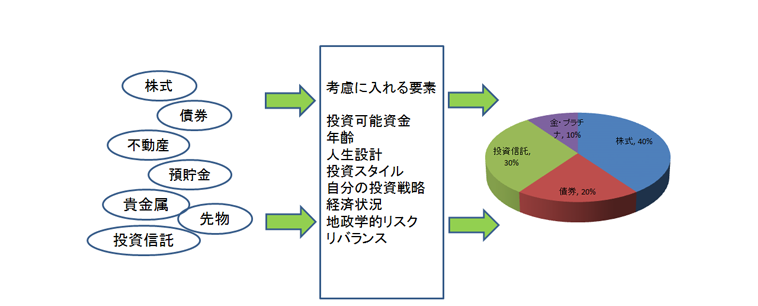 株式
債券
不動産
預貯金
貴金属
先物
投資信託
考慮に入れる要素
投資可能資金
年齢
人生設計
投資スタイル
自分の投資戦略
経済状況
地政学的リスク
リバランス
金・プラチ
ナ, 10%
株式, 40%
投資信託,
30%
債券, 20%